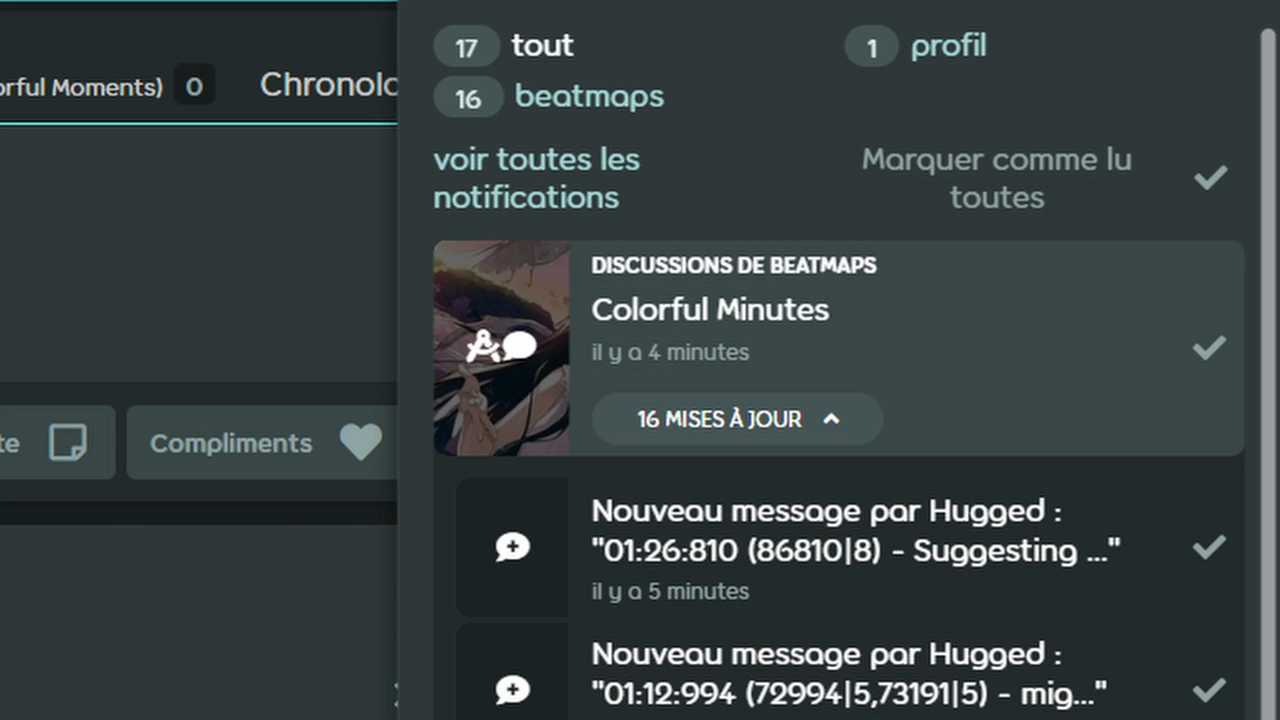 17 tout
1 profil
16 beatmaps
orful Moments) 0 Chronolo
voir toutes les
notifications
Marquer comme lu
toutes
DISCUSSIONS DE BEATMAPS
Colorful Minutes
il y a 4 minutes
16 MISES À JOUR
te
Compliments
Nouveau message par Hugged :
"01:26:810 (86810|8) - Suggesting ..."
il y a 5 minutes
Nouveau message par Hugged :
"01:12:994 (72994|5,73191|5) - mig..."